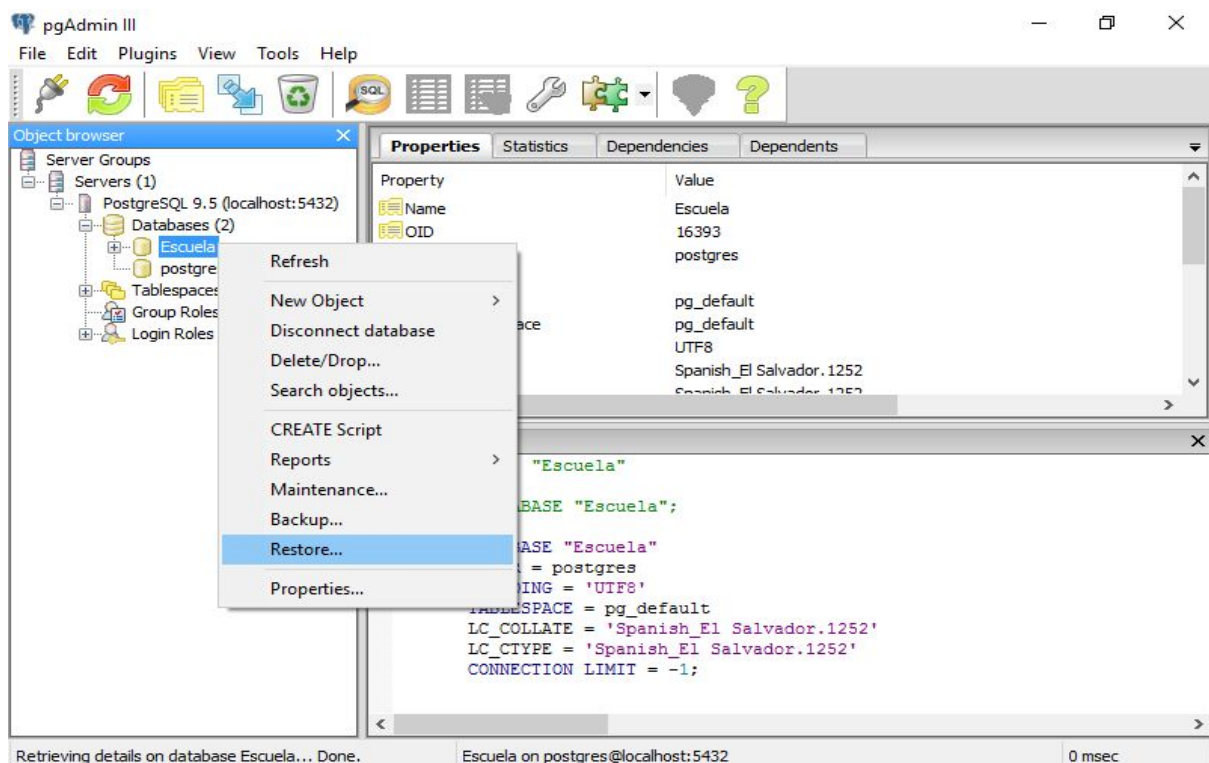 pgAdmin III
File Edit Plugins View Tools Help
SQL
Object browser
Server Groups
Servers (1)
PostgreSQL 9.5 (localhost:5432)
Databases (2)
Escuela
postgre
Tablespaces
Group Roles
Login Roles
Refresh
New Object
Disconnect database
Delete/Drop...
Search objects...
CREATE Script
Reports
Maintenance...
Backup...
Restore...
Properties...
Properties Statistics Dependencies Dependents
Property Value
Name Escuela
OID 16393
postgres
pg_default
ace pg_default
UTF8
Spanish_El Salvador.1252
Spanish_El Salvador.1252
"Escuela"
BASE "Escuela";
ASE "Escuela"
= postgres
ING = 'UTF8'
TABLESPACE = pg_default
LC_COLLATE = 'Spanish_El Salvador.1252'
LC_CTYPE = 'Spanish_El Salvador.1252'
CONNECTION LIMIT = -1;
Retrieving details on database Escuela... Done. Escuela on postgres@localhost:5432 0 msec